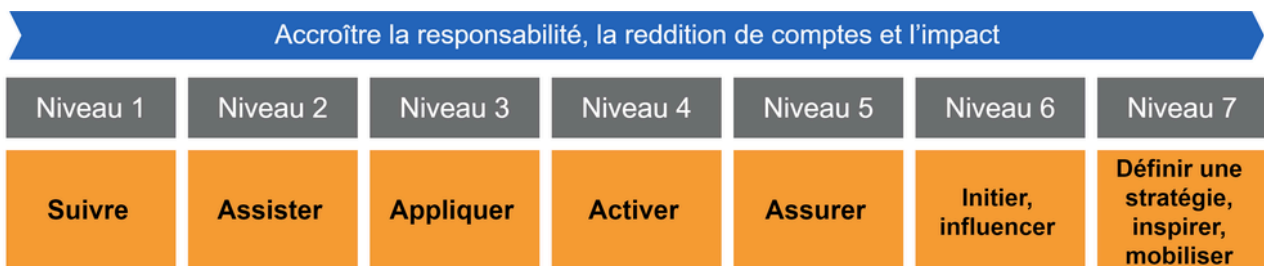 Accroître la responsabilité, la reddition de comptes et l’impact
Niveau 1
Niveau 2
Niveau 3
Niveau 4
Niveau 5
Niveau 6
Niveau 7
Suivre
Assister
Appliquer
Activer
Assurer
Initier,
influencer
Définir une
stratégie,
inspirer,
mobiliser